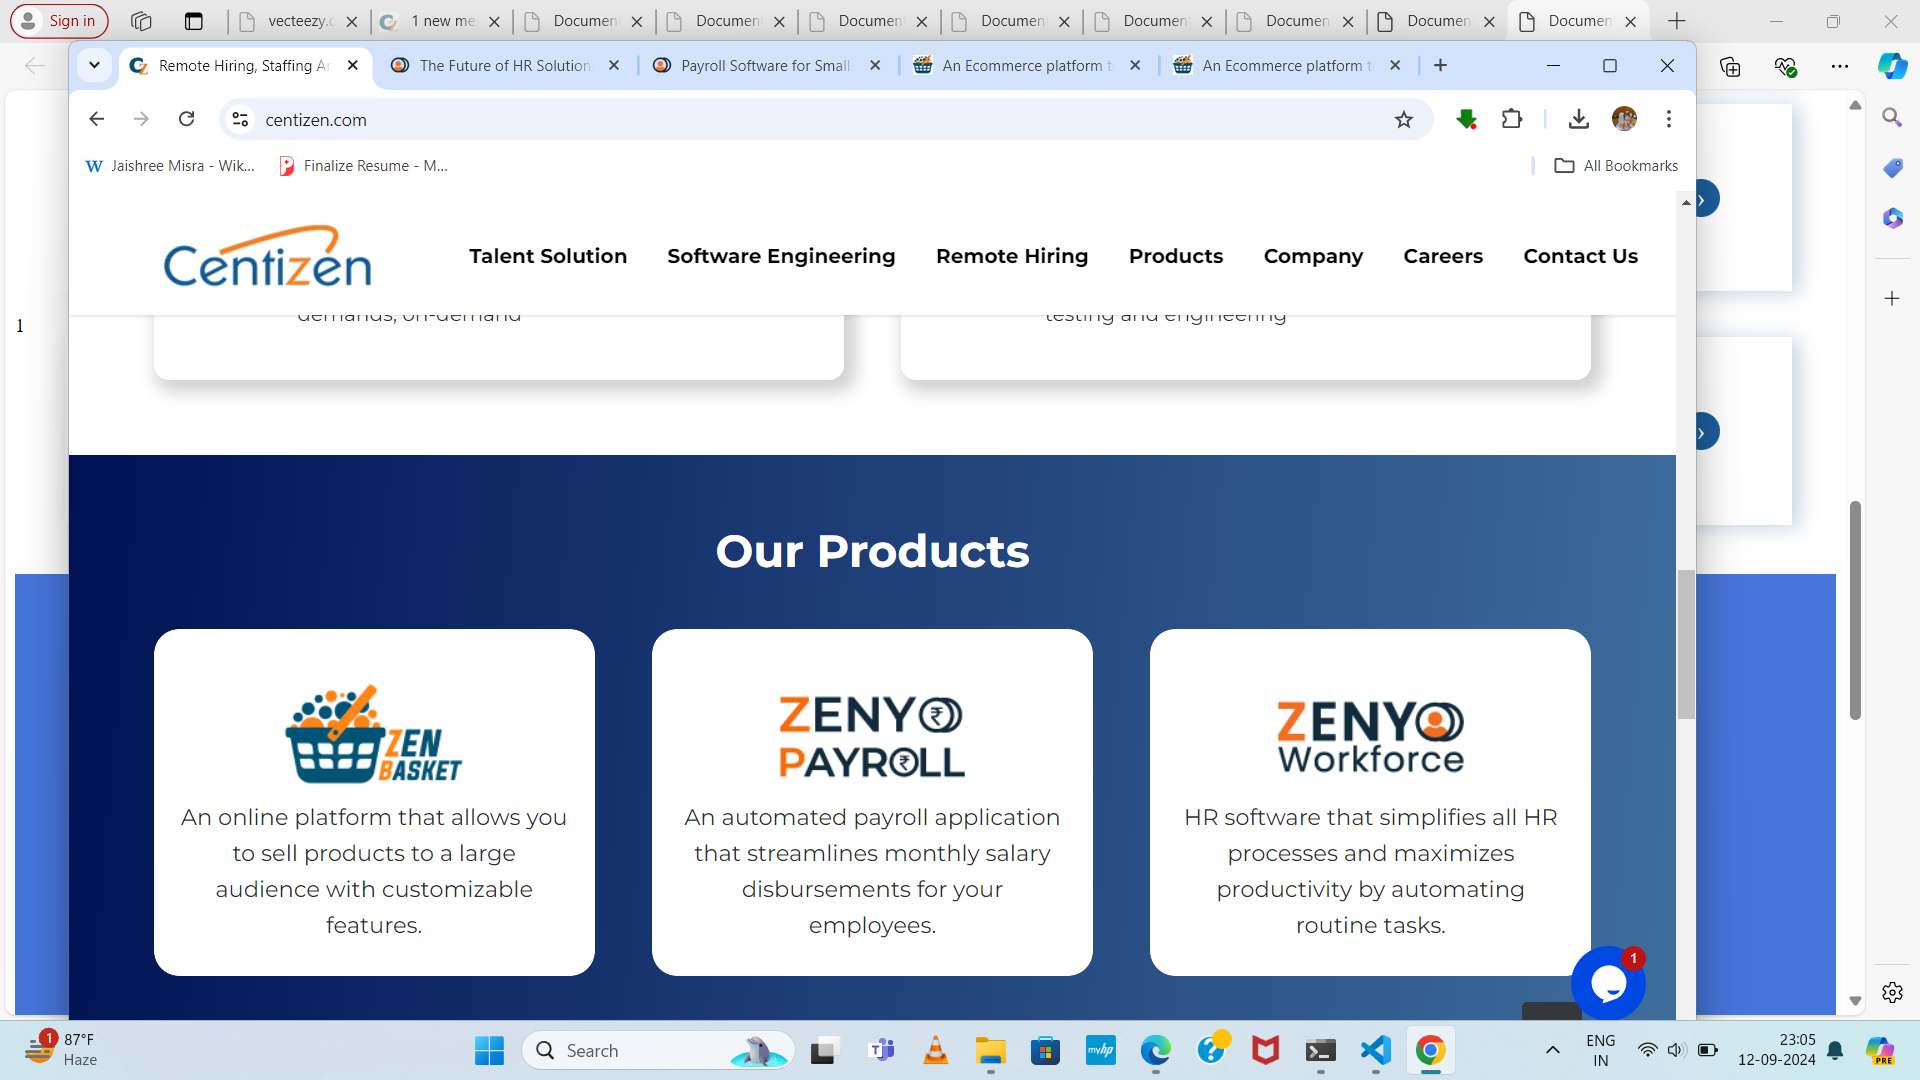 Sign in
vecteezy.c
1 new me
Documen
Documen
Documen
Documen
Documen
Documen
Documen
Documen
Remote Hiring, Staffing Ar
The Future of HR Solution
Payroll Software for Small
An Ecommerce platform t
An Ecommerce platform t
centizen.com
W Jaishree Misra - Wik...
Finalize Resume - M...
All Bookmarks
Centizen
Talent Solution
Software Engineering
Remote Hiring
Products
Company
Careers
Contact Us
1
demands, on-demand
testing and engineering
Our Products
ZEN BASKET
An online platform that allows you
to sell products to a large
audience with customizable
features.
ZENYO
PAYROLL
An automated payroll application
that streamlines monthly salary
disbursements for your
employees.
ZENYO
Workforce
HR software that simplifies all HR
processes and maximizes
productivity by automating
routine tasks.
1
1
87°F
Haze
Search
myhp
ENG
IN
23:05
12-09-2024
PRE